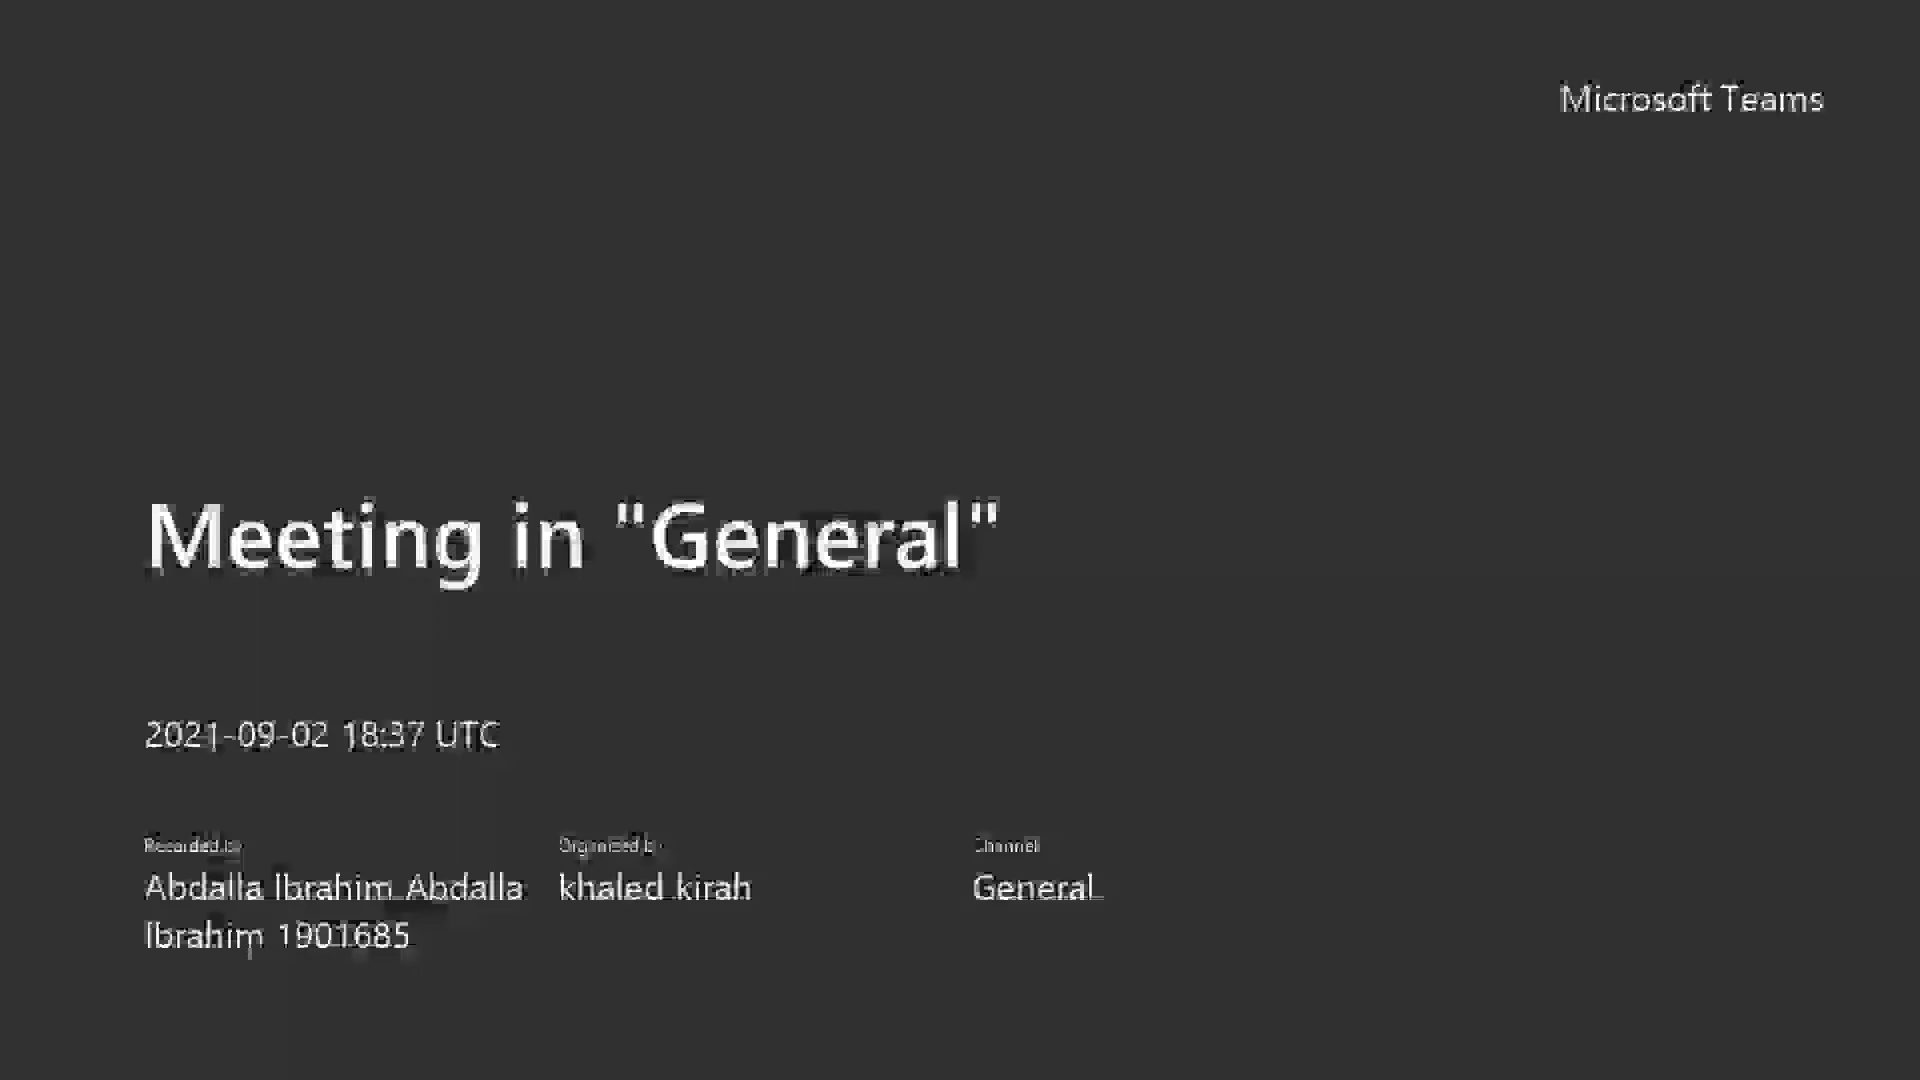 Microsoft Teams
Meeting in "General"
2021-09-02 18:37 UTC
Recorded by
Organized by
Channel
Abdalla Ibrahim Abdalla
khaled kirah
General
Ibrahim 1901685